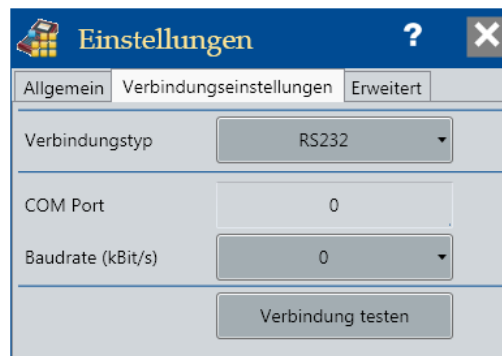 Einstellungen ?
Allgemein Verbindungseinstellungen Erweitert
Verbindungstyp RS232
COM Port 0
Baudrate (kBit/s) 0
Verbindung testen